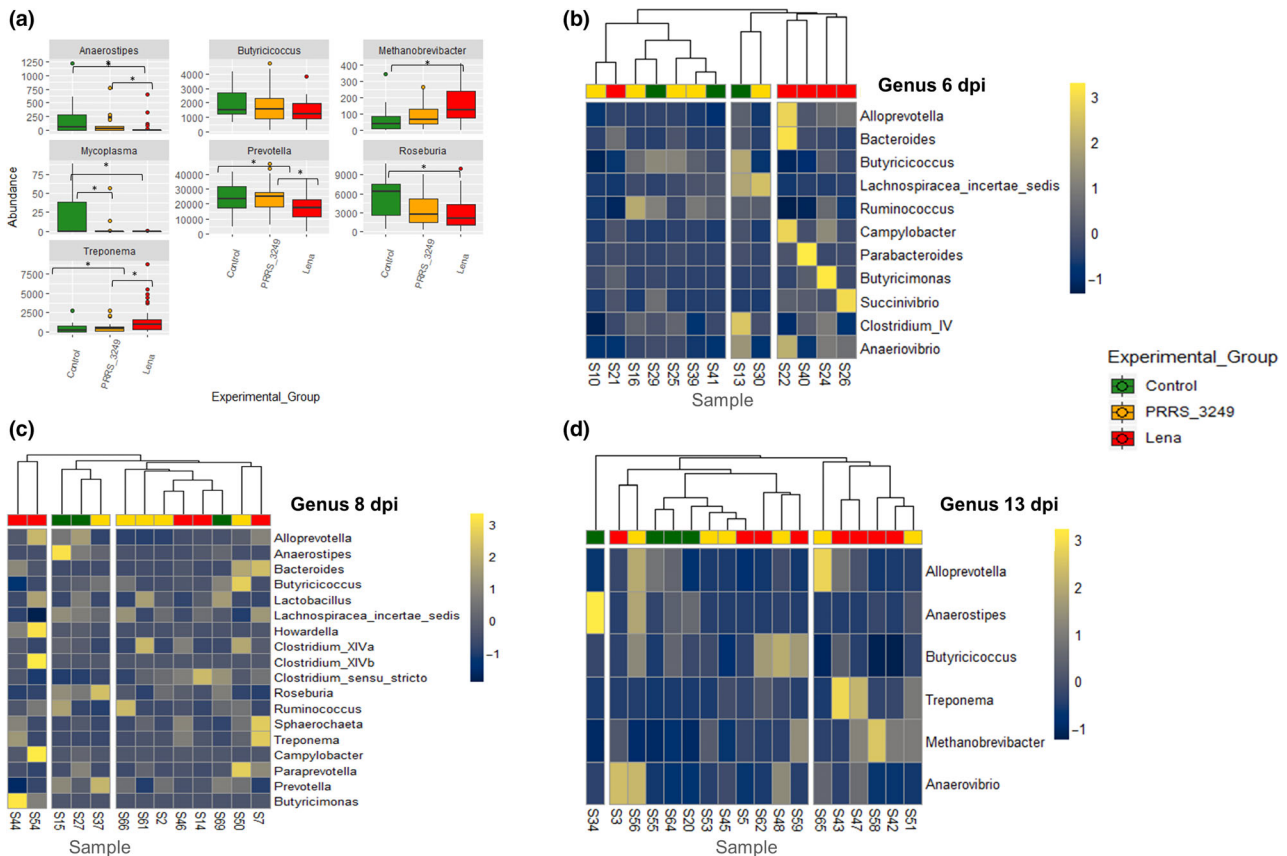 (a)
Anaerostipes
Butyricicoccus
Methanobrevibacter
1250
1000
750
500
250
0
*
*
5000
4000
3000
2000
1000
0
400
300
200
100
0
*
Mycoplasma
Prevotella
Roseburia
75
50
25
0
*
*
40000
30000
20000
10000
0
*
*
9000
6000
3000
0
*
Treponema
7500
5000
2500
0
*
*
Control
PRRS_3249
Lena
Control
PRRS_3249
Lena
Control
PRRS_3249
Lena
Abundance
Experimental_Group
(b)
Genus 6 dpi
Alloprevotella
Bacteroides
Butyricicoccus
Lachnospiracea_incertae_sedis
Ruminococcus
Campylobacter
Parabacteroides
Butyricimonas
Succinivibrio
Clostridium_IV
Anaeriovibrio
3
2
1
0
−1
S10
S21
S16
S29
S25
S39
S41
S13
S30
S22
S40
S24
S26
Sample
Experimental_Group
Control
PRRS_3249
Lena
(c)
Genus 8 dpi
Alloprevotella
Anaerostipes
Bacteroides
Butyricicoccus
Lactobacillus
Lachnospiracea_incertae_sedis
Howardella
Clostridium_XIVa
Clostridium_XIVb
Clostridium_sensu_stricto
Roseburia
Ruminococcus
Sphaerochaeta
Treponema
Campylobacter
Paraprevotella
Prevotella
Butyricimonas
3
2
1
0
−1
S44
S54
S15
S27
S37
S66
S61
S2
S46
S14
S69
S50
S7
Sample
(d)
Genus 13 dpi
Alloprevotella
Anaerostipes
Butyricicoccus
Treponema
Methanobrevibacter
Anaerovibrio
3
2
1
0
−1
S34
S3
S56
S55
S64
S20
S53
S45
S5
S62
S48
S59
S65
S43
S47
S58
S42
S51
Sample